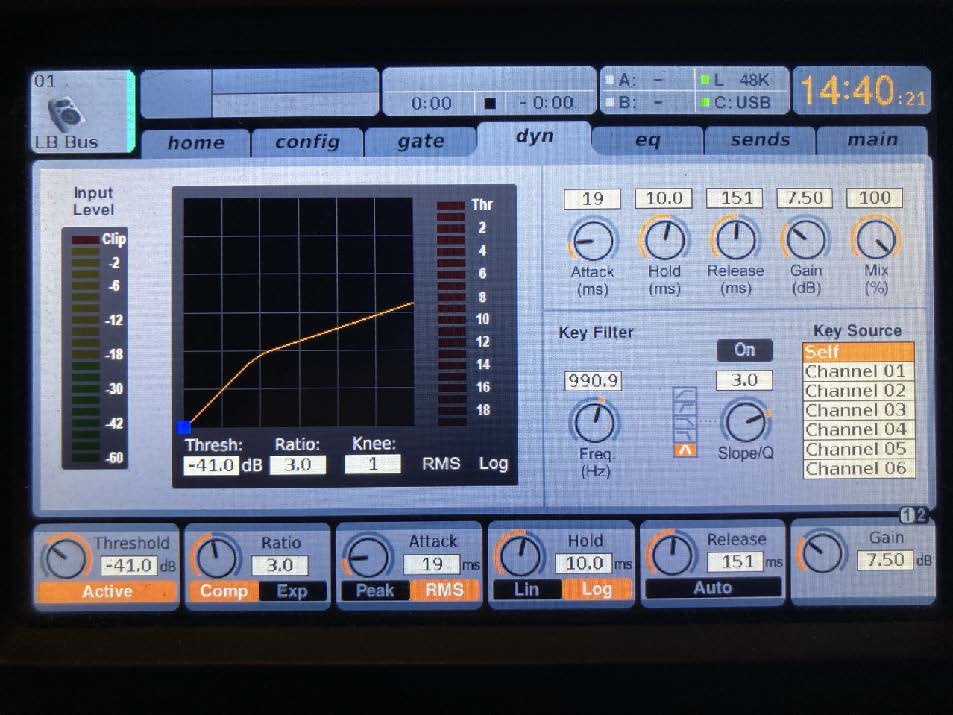 01
LB Bus
0:00 - 0:00
A: - L 48K
B: - C: USB
14:40:21
home config gate dyn eq sends main
Input
Level
Clip
-2
-6
-12
-18
-30
-42
-60
Thr
2
4
6
8
10
12
14
16
18
Thresh: Ratio: Knee:
-41.0 dB 3.0 1 RMS Log
19 10.0 151 7.50 100
Attack Hold Release Gain Mix
(ms) (ms) (ms) (dB) (%)
Key Filter
On
990.9 3.0
Freq. Slope/Q
(Hz)
Key Source
Self
Channel 01
Channel 02
Channel 03
Channel 04
Channel 05
Channel 06
1 2
Threshold
-41.0 dB
Active
Ratio
3.0
Comp Exp
Attack
19 ms
Peak RMS
Hold
10.0 ms
Lin Log
Release
151 ms
Auto
Gain
7.50 dB